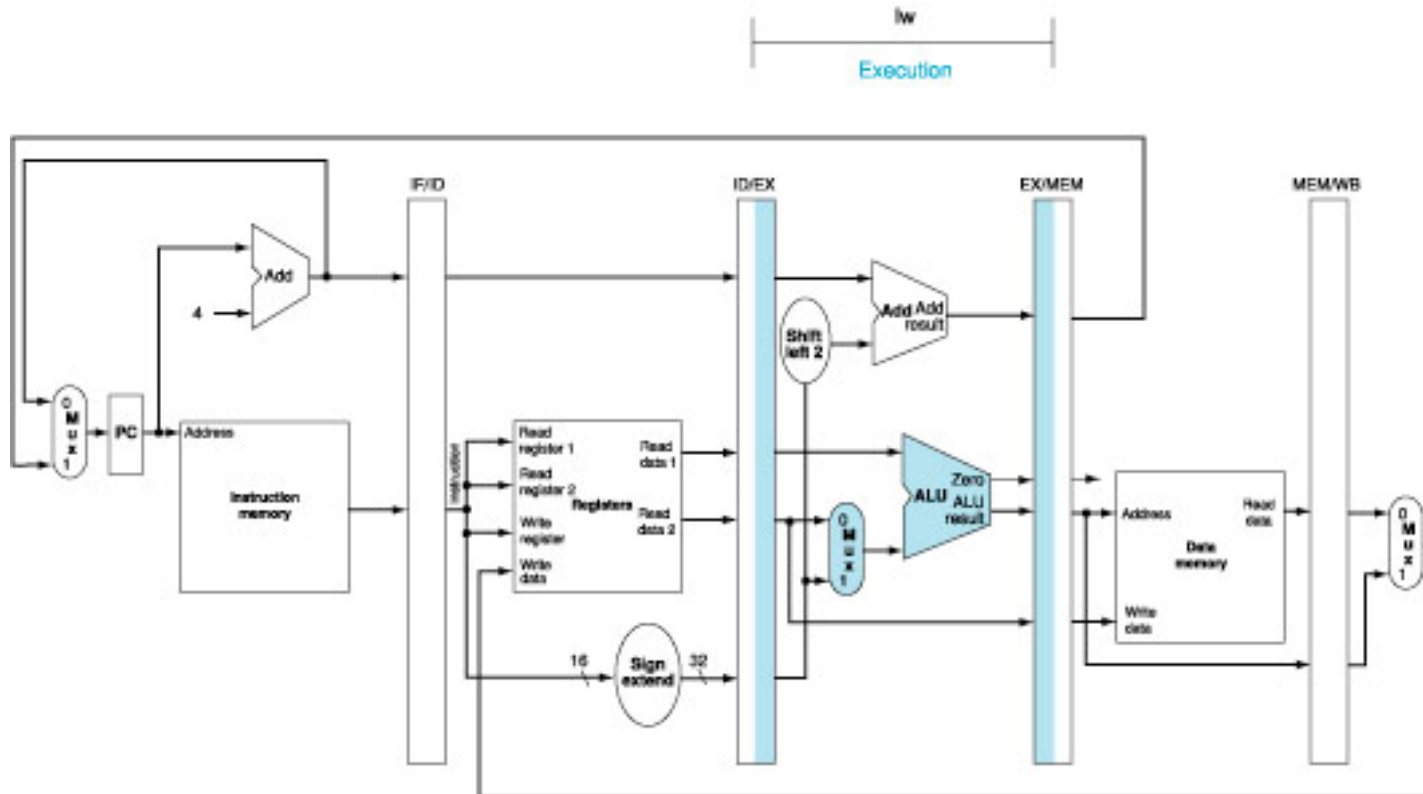 lw
Execution
IF/ID
ID/EX
EX/MEM
MEM/WB
Add
4
Shift
left 2
Add
Add
result
0
M
u
x
1
PC
Address
Instruction
memory
Instruction
Read
register 1
Read
register 2
Write
register
Write
data
Registers
Read
data 1
Read
data 2
0
M
u
x
1
Zero
ALU
ALU
result
Address
Read
data
Data
memory
Write
data
0
M
u
x
1
16
Sign
extend
32